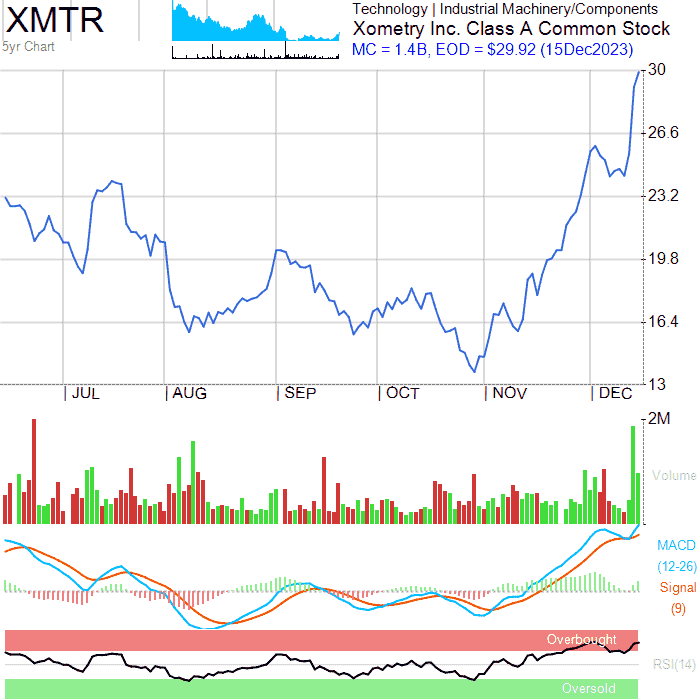 XMTR
5yr Chart
Technology | Industrial Machinery/Components
Xometry Inc. Class A Common Stock
MC = 1.4B, EOD = $29.92 (15Dec2023)
30
26.6
23.2
19.8
16.4
13
| JUL | AUG | SEP | OCT | NOV | DEC
2M
Volume
MACD
(12-26)
Signal
(9)
Overbought
RSI(14)
Oversold